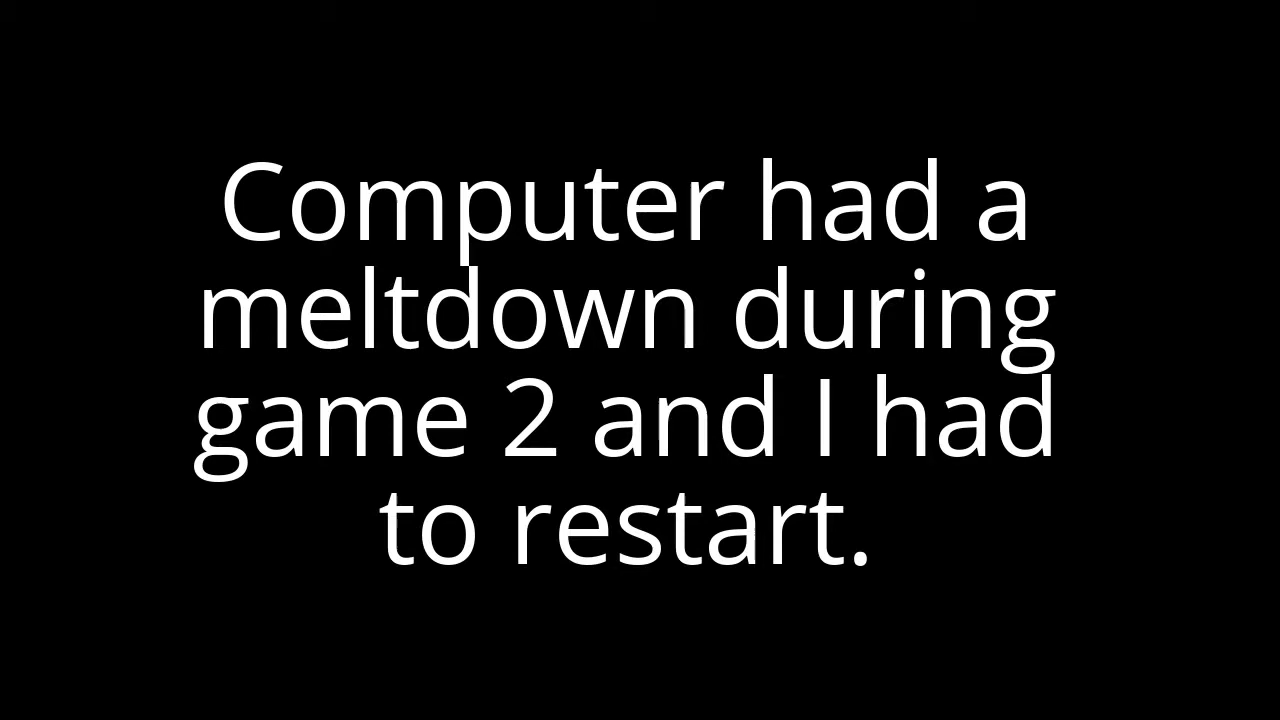 Computer had a
meltdown during
game 2 and I had
to restart.